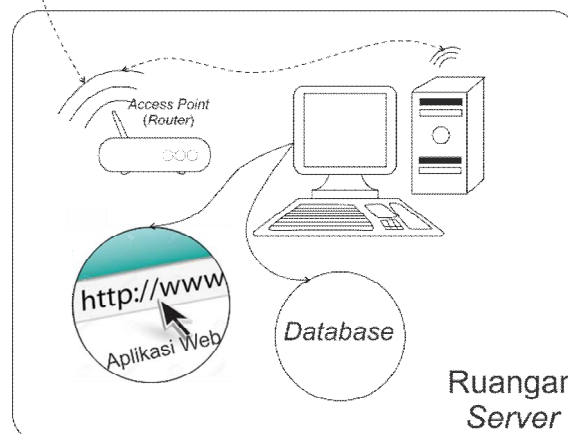 Access Point
(Router)
http://www
Aplikasi Web
Database
Ruangan
Server